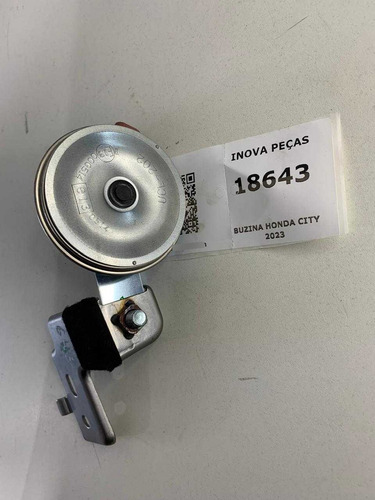 INOVA PEÇAS
18643
BUZINA HONDA CITY
2023